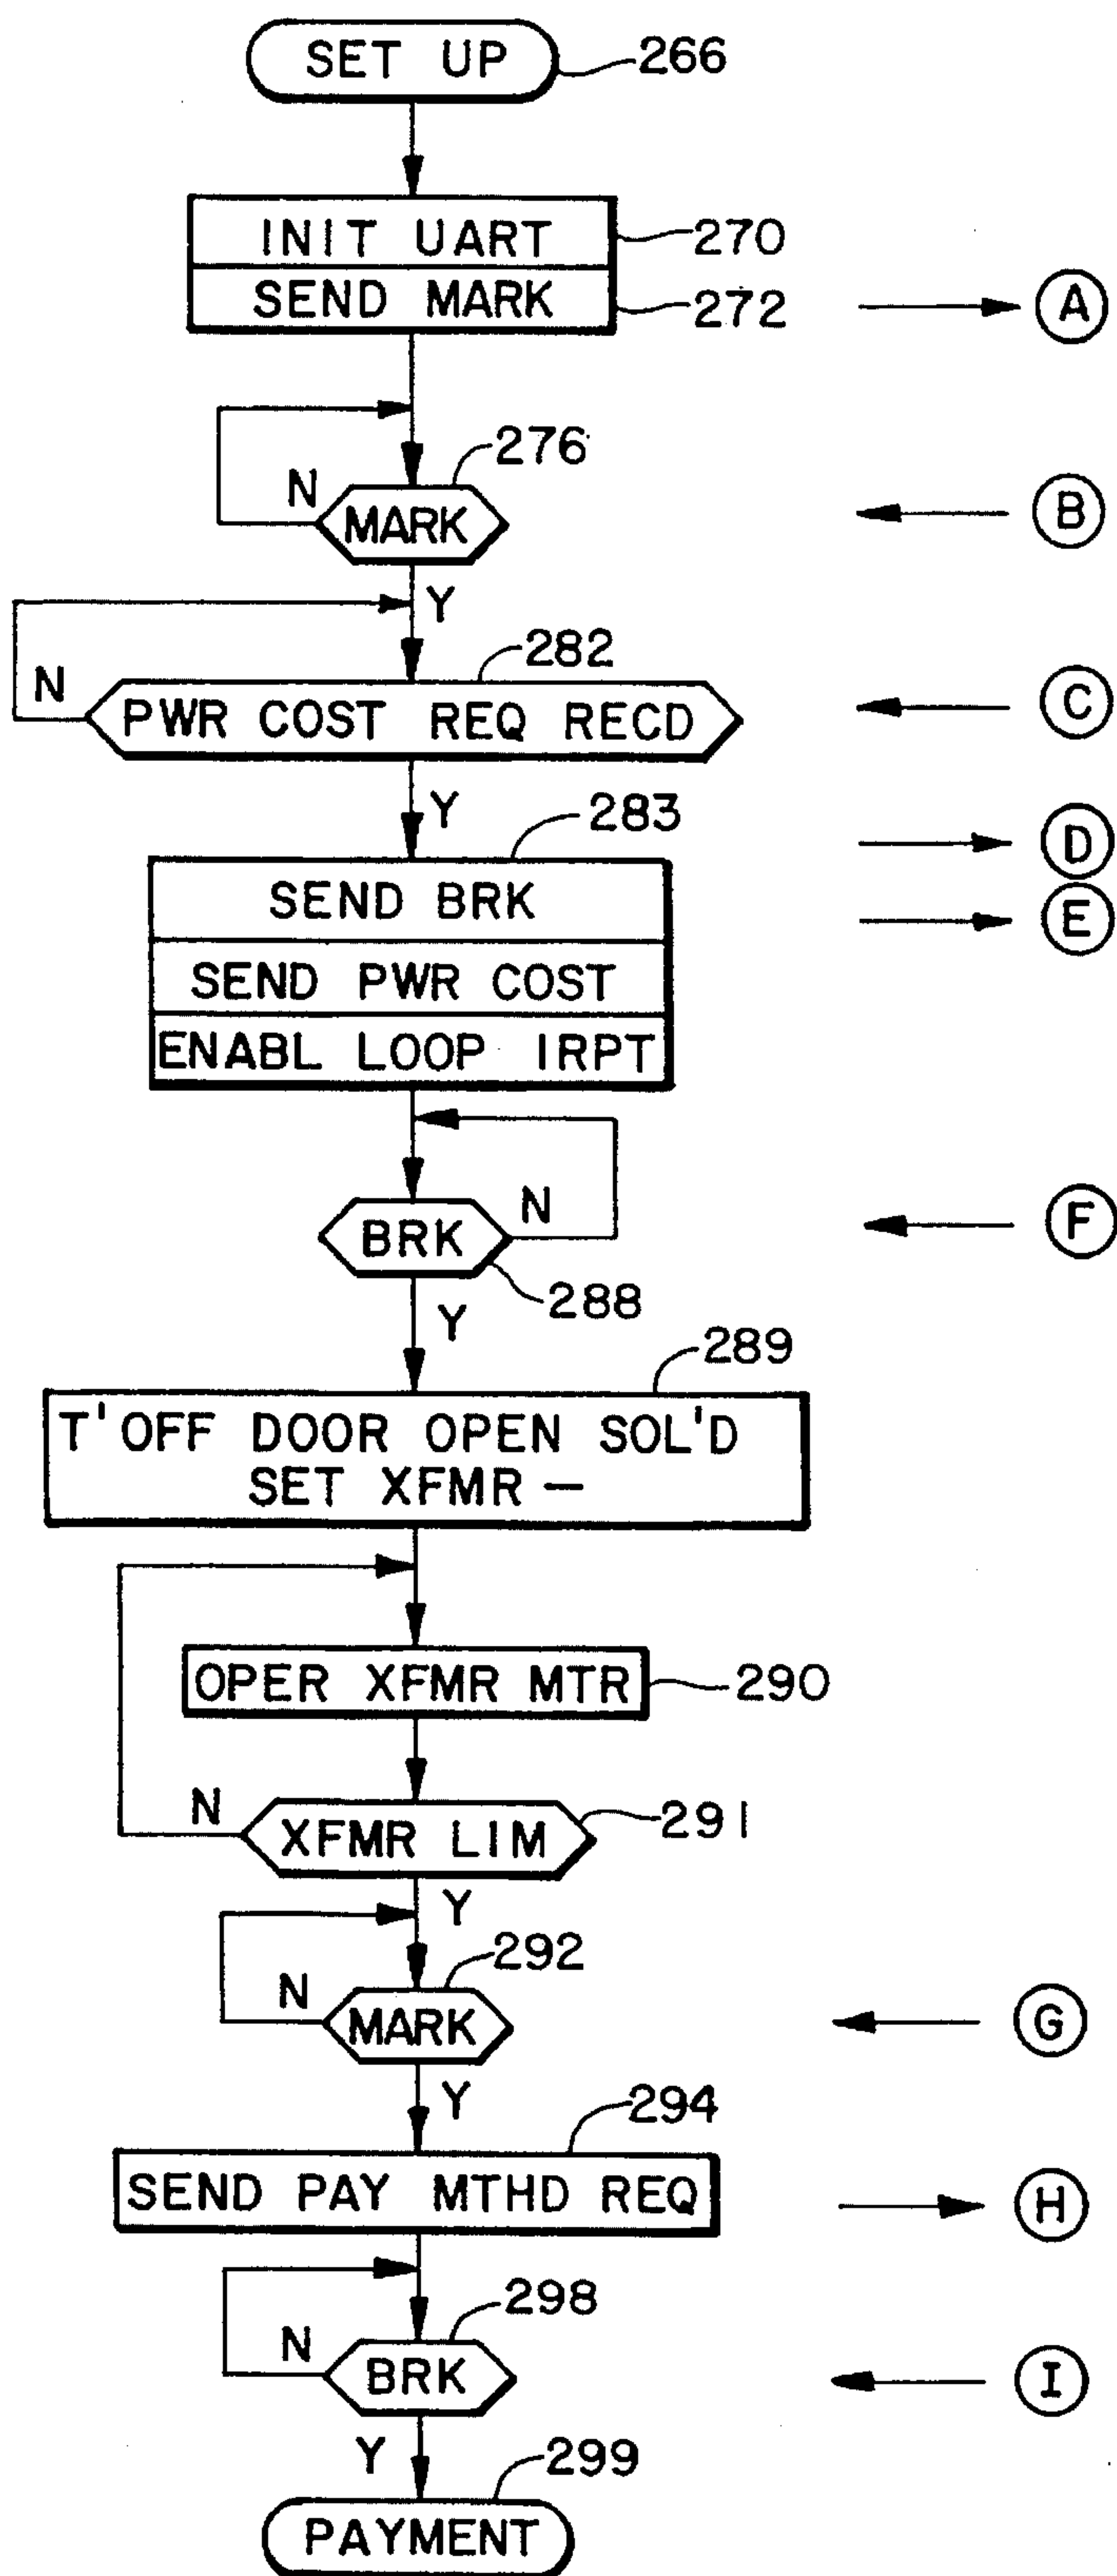 SET UP 266
INIT UART 270
SEND MARK 272 A
276
N MARK B
Y
282
N PWR COST REQ RECD C
Y
283 D
SEND BRK E
SEND PWR COST
ENABL LOOP IRPT
BRK N F
288
Y
289
T'OFF DOOR OPEN SOL'D
SET XFMR –
OPER XFMR MTR 290
N XFMR LIM 291
Y
292
N MARK G
Y
294
SEND PAY MTHD REQ H
298
N BRK I
Y
299
PAYMENT